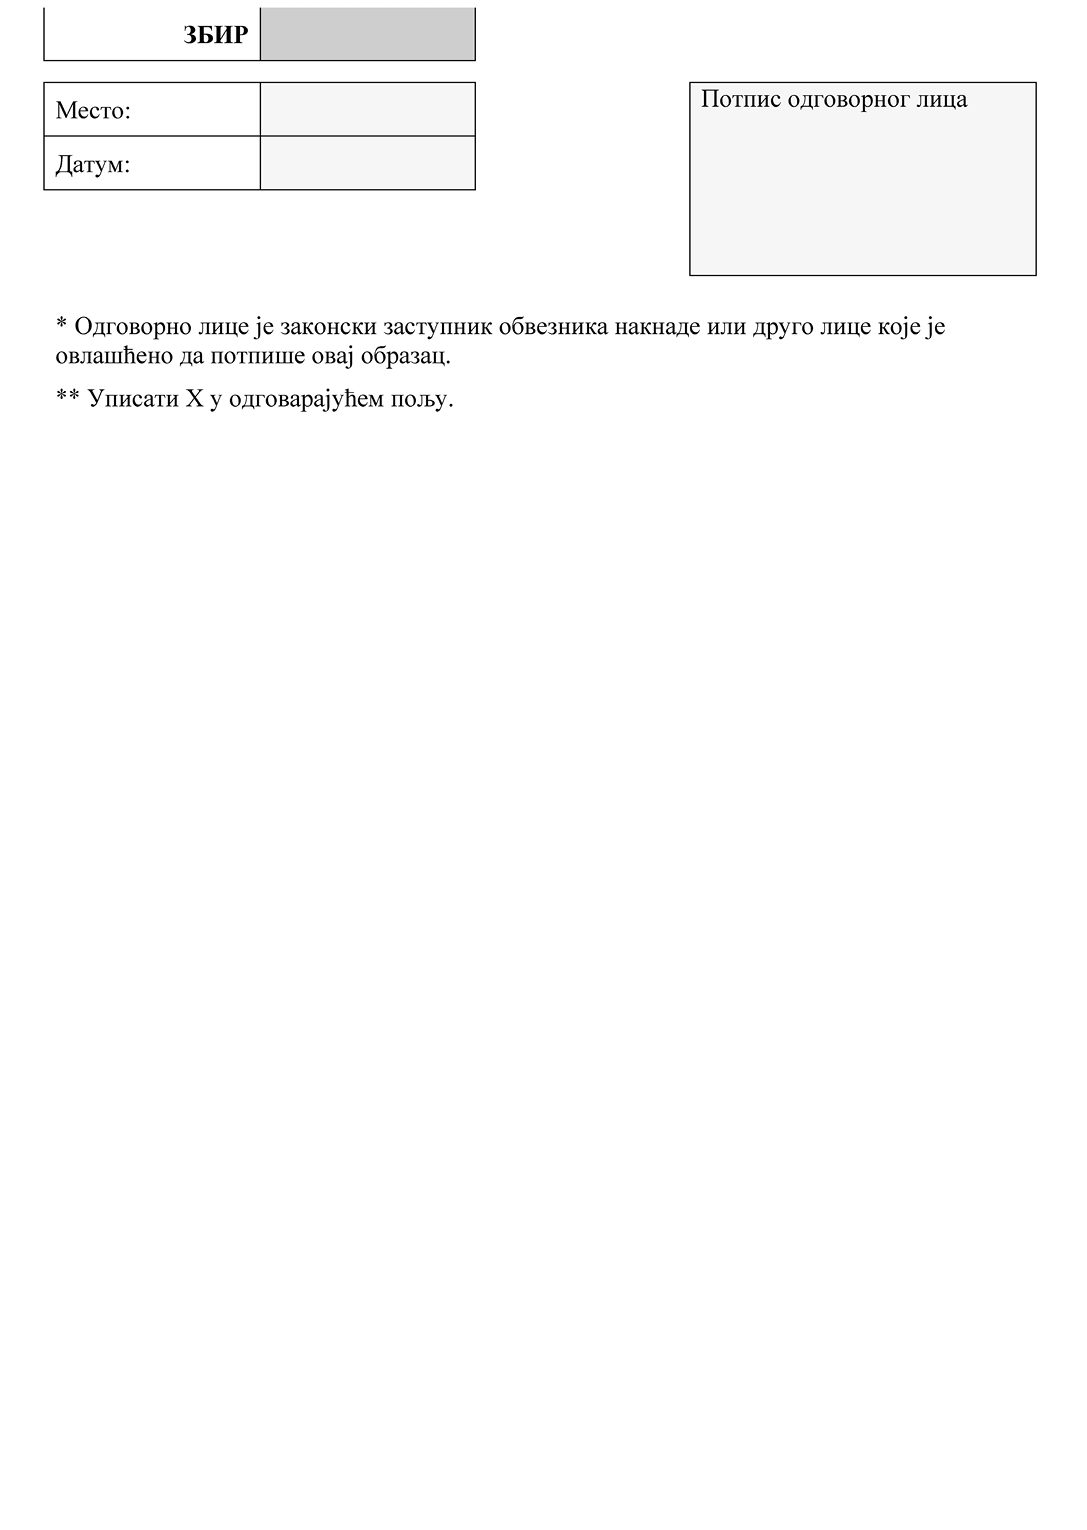 ЗБИР
Место:
Датум:
Потпис одговорног лица
* Одговорно лице је законски заступник обвезника накнаде или друго лице које је
овлашћено да потпише овај образац.
** Уписати X у одговарајућем пољу.